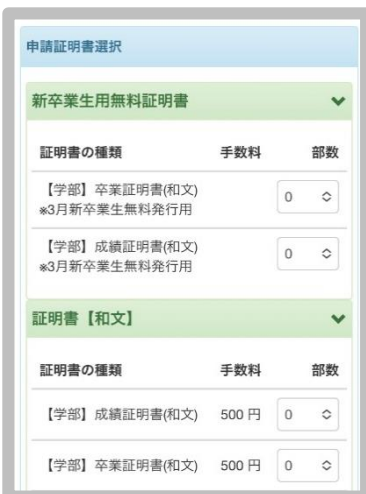 申請証明書選択
新卒業生用無料証明書
証明書の種類 手数料 部数
【学部】卒業証明書(和文) 0
※3月新卒業生無料発行用
【学部】成績証明書(和文) 0
※3月新卒業生無料発行用
証明書【和文】
証明書の種類 手数料 部数
【学部】成績証明書(和文) 500 円 0
【学部】卒業証明書(和文) 500 円 0